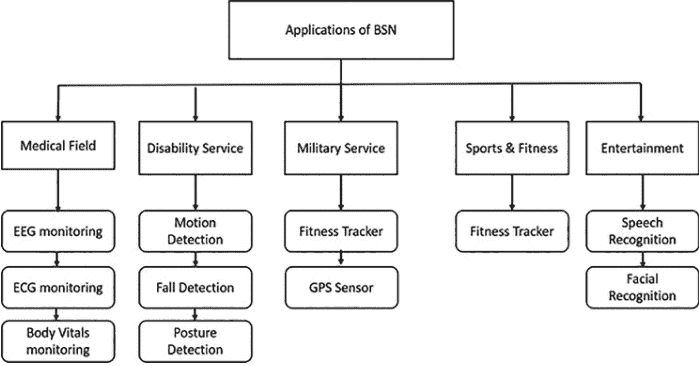 Applications of BSN
Medical Field
Disability Service
Military Service
Sports & Fitness
Entertainment
EEG monitoring
Motion
Detection
Fitness Tracker
Fitness Tracker
Speech
Recognition
ECG monitoring
Fall Detection
GPS Sensor
Facial
Recognition
Body Vitals
monitoring
Posture
Detection